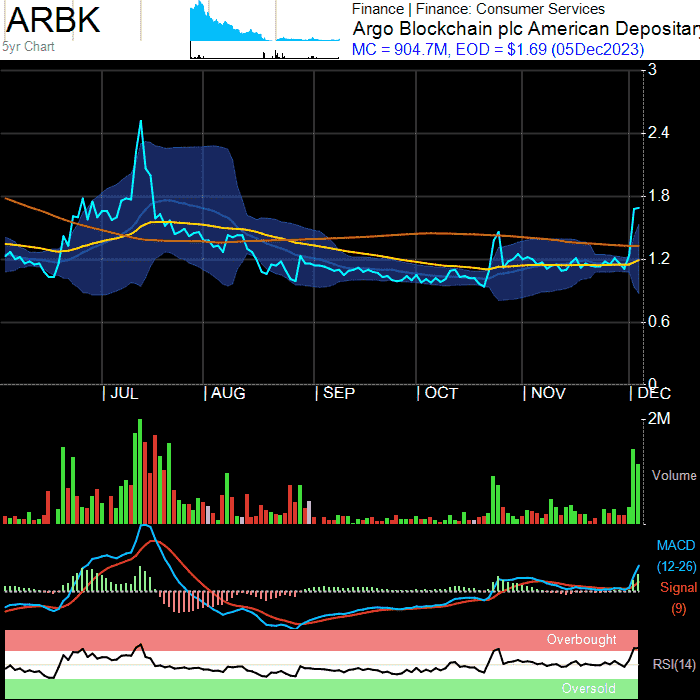 ARBK
5yr Chart
Finance | Finance: Consumer Services
Argo Blockchain plc American Depositary
MC = 904.7M, EOD = $1.69 (05Dec2023)
3
2.4
1.8
1.2
0.6
0
| JUL | AUG | SEP | OCT | NOV | DEC
2M
Volume
MACD
(12-26)
Signal
(9)
Overbought
RSI(14)
Oversold